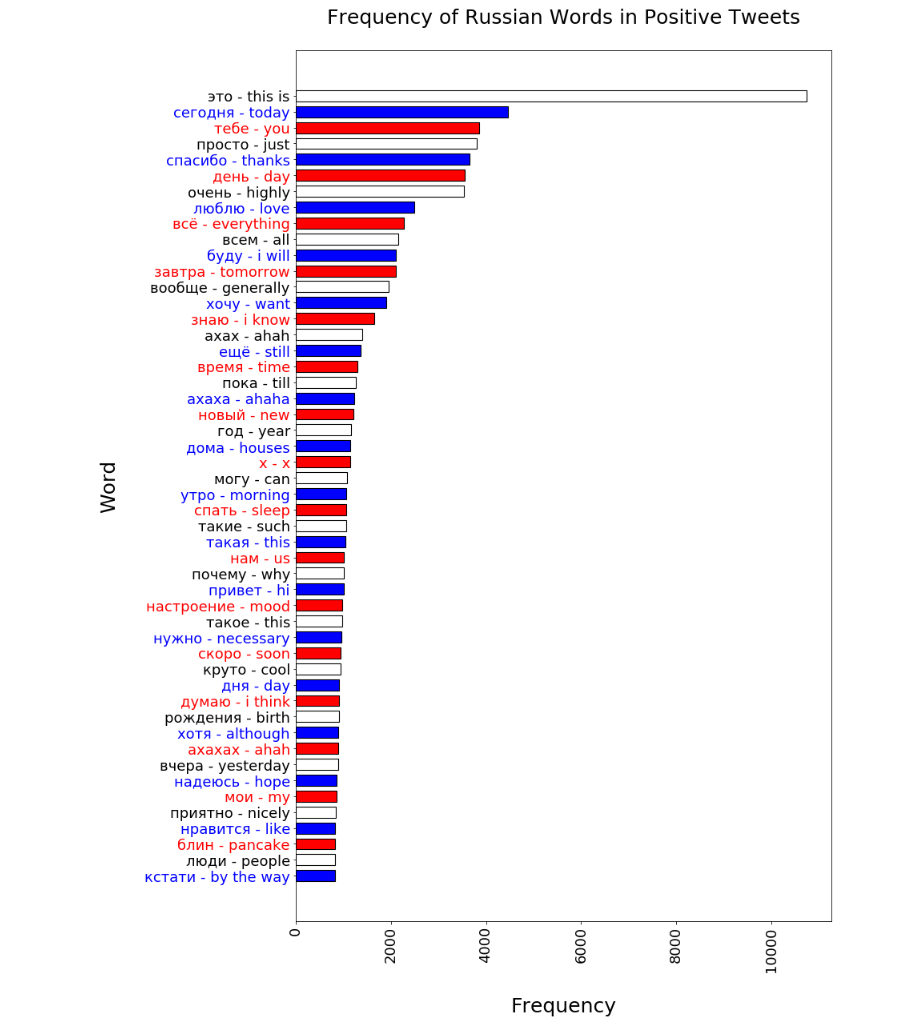 Frequency of Russian Words in Positive Tweets
это - this is
сегодня - today
тебе - you
просто - just
спасибо - thanks
день - day
очень - highly
люблю - love
всё - everything
всем - all
буду - i will
завтра - tomorrow
вообще - generally
хочу - want
знаю - i know
ахах - ahah
ещё - still
время - time
пока - till
ахаха - ahaha
новый - new
год - year
дома - houses
х - x
могу - can
утро - morning
спать - sleep
такие - such
такая - this
нам - us
почему - why
привет - hi
настроение - mood
такое - this
нужно - necessary
скоро - soon
круто - cool
дня - day
думаю - i think
рождения - birth
хотя - although
ахахах - ahah
вчера - yesterday
надеюсь - hope
мои - my
приятно - nicely
нравится - like
блин - pancake
люди - people
кстати - by the way
Word
0
2000
4000
6000
8000
10000
Frequency